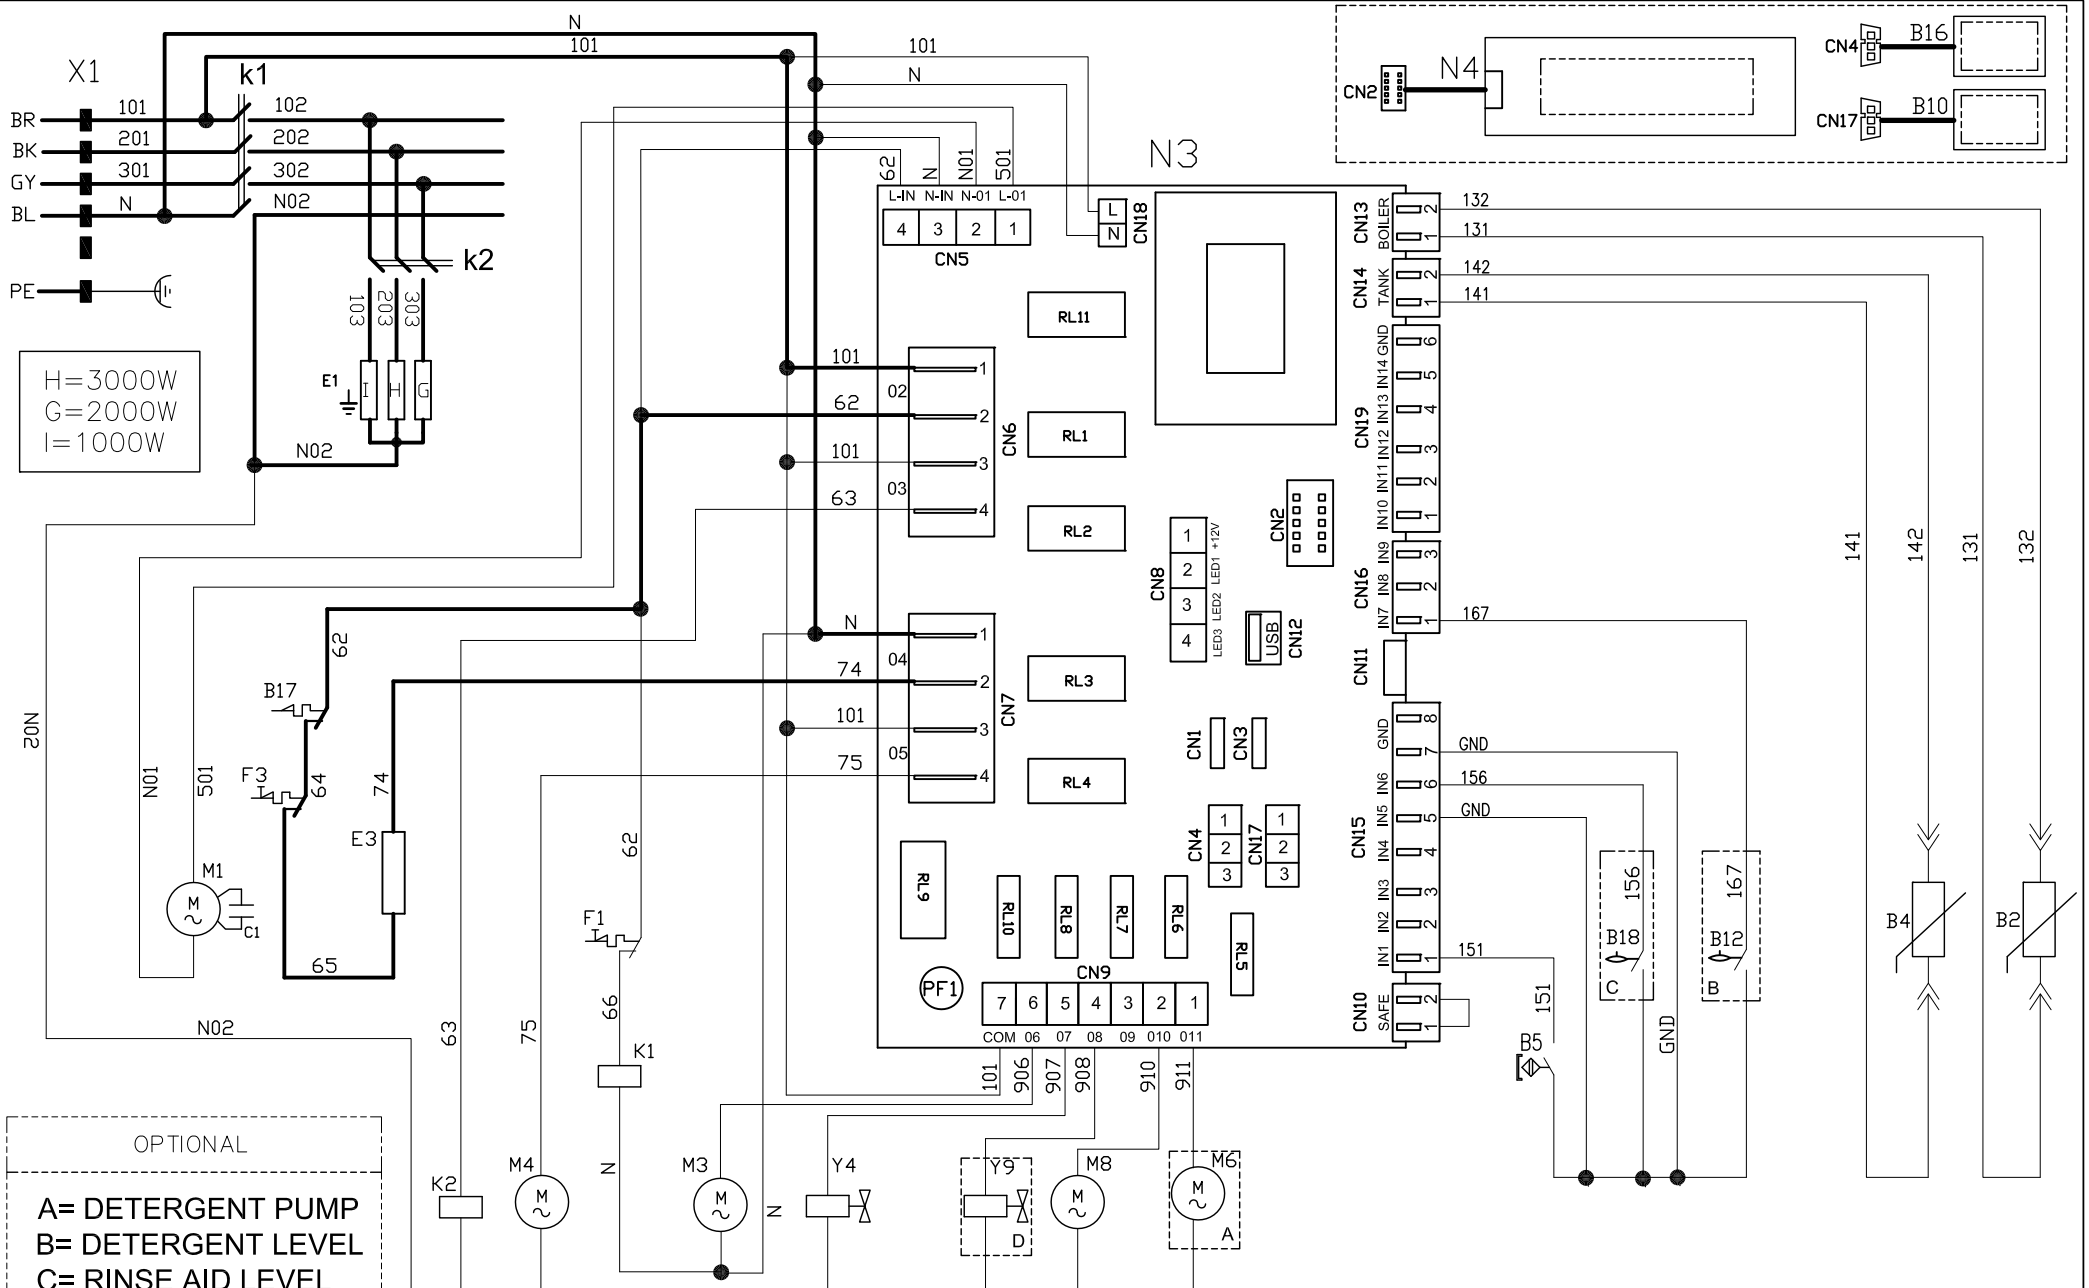 N
101
101
N
X1
k1
BR
101
102
BK
201
202
GY
301
302
BL
N
N02
PE
k2
103
203
303
H=3000W
G=2000W
I=1000W
E1
I
H
G
N02
N02
N02
N4
CN2
CN4
B16
CN17
B10
N3
62
N
N01
501
L-IN N-IN N-01 L-01
4 3 2 1
CN5
L
N
CN18
RL11
RL1
RL2
RL3
RL4
101
02
62
101
03
63
1
2
3
4
CN6
N
04
74
101
05
75
1
2
3
4
CN7
CN8
1
2
3
4
+12V
LED1
LED2
LED3
CN2
USB
CN12
CN1
CN3
CN4
1
2
3
CN17
1
2
3
RL9
RL10
RL8
RL7
RL6
RL5
PF1
CN9
7 6 5 4 3 2 1
COM 06 07 08 09 010 011
101
906
907
908
910
911
CN13
BOILER
2
1
132
131
CN14
TANK
2
1
142
141
CN19
GND
IN14
IN13
IN12
IN11
IN10
6
5
4
3
2
1
CN16
IN9
IN8
IN7
3
2
1
167
CN11
CN15
GND
IN6
IN5
IN4
IN3
IN2
IN1
8
7
6
5
4
3
2
1
GND
156
GND
151
CN10
SAFE
2
1
141
142
131
132
156
B18
C
167
B12
B
B4
B2
151
B5
GND
62
B17
F3
64
74
E3
65
N01
501
M1
M
C1
62
F1
66
K1
N
63
75
K2
M4
M
M3
M
N
Y4
Y9
D
M8
M
M6
M
A
OPTIONAL
A= DETERGENT PUMP
B= DETERGENT LEVEL
C= RINSE AID LEVEL